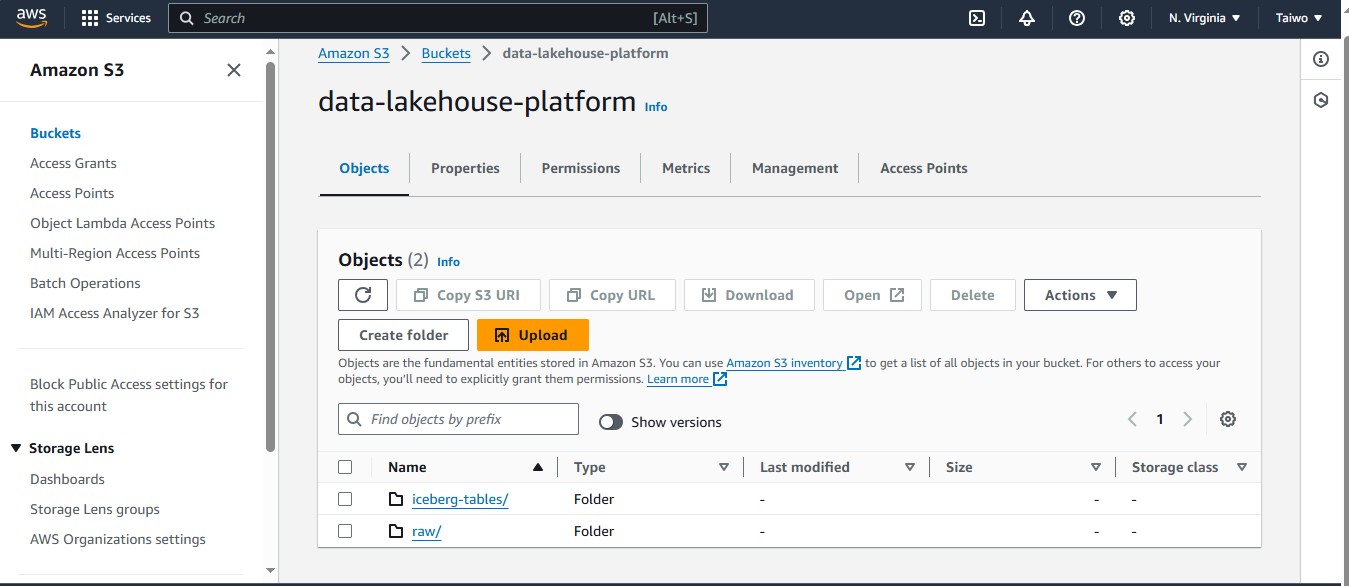 aws Services Search [Alt+S] N. Virginia Taiwo
Amazon S3
Buckets
Access Grants
Access Points
Object Lambda Access Points
Multi-Region Access Points
Batch Operations
IAM Access Analyzer for S3
Block Public Access settings for
this account
Storage Lens
Dashboards
Storage Lens groups
AWS Organizations settings
Amazon S3 > Buckets > data-lakehouse-platform
data-lakehouse-platform Info
Objects Properties Permissions Metrics Management Access Points
Objects (2) Info
Copy S3 URI Copy URL Download Open Delete Actions
Create folder Upload
Objects are the fundamental entities stored in Amazon S3. You can use Amazon S3 inventory to get a list of all objects in your bucket. For others to access your
objects, you'll need to explicitly grant them permissions. Learn more
Find objects by prefix Show versions 1
Name Type Last modified Size Storage class
iceberg-tables/ Folder - - -
raw/ Folder - - -